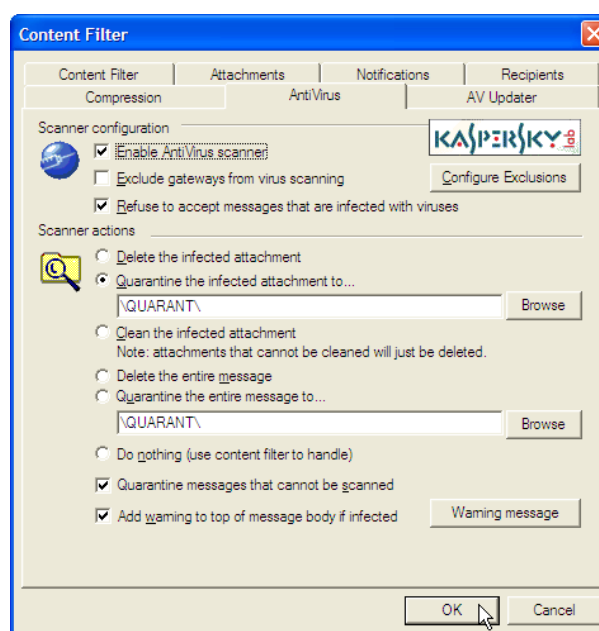 Content Filter
Content Filter Attachments Notifications Recipients
Compression AntiVirus AV Updater
Scanner configuration
KASPERSKY lab
Enable AntiVirus scanner
Exclude gateways from virus scanning
Configure Exclusions
Refuse to accept messages that are infected with viruses
Scanner actions
Delete the infected attachment
Quarantine the infected attachment to...
\QUARANT\ Browse
Clean the infected attachment
Note: attachments that cannot be cleaned will just be deleted.
Delete the entire message
Quarantine the entire message to...
\QUARANT\ Browse
Do nothing (use content filter to handle)
Quarantine messages that cannot be scanned
Add warning to top of message body if infected Warning message
OK Cancel